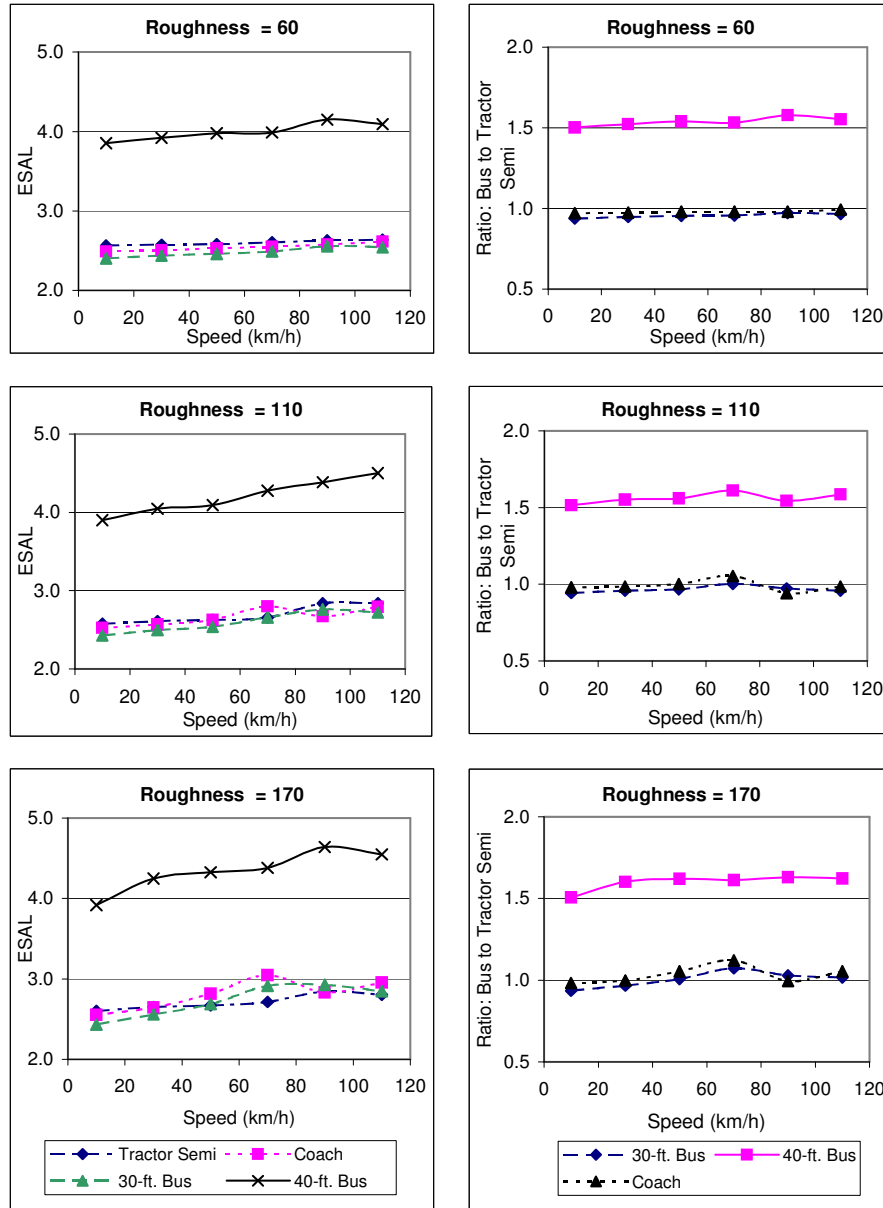 Roughness = 60
5.0
4.0
3.0
2.0
ESAL
0 20 40 60 80 100 120
Speed (km/h)
Roughness = 60
2.0
1.5
1.0
0.5
Ratio: Bus to Tractor
Semi
0 20 40 60 80 100 120
Speed (km/h)
Roughness = 110
5.0
4.0
3.0
2.0
ESAL
0 20 40 60 80 100 120
Speed (km/h)
Roughness = 110
2.0
1.5
1.0
0.5
Ratio: Bus to Tractor
Semi
0 20 40 60 80 100 120
Speed (km/h)
Roughness = 170
5.0
4.0
3.0
2.0
ESAL
0 20 40 60 80 100 120
Speed (km/h)
Tractor Semi Coach
30-ft. Bus 40-ft. Bus
Roughness = 170
2.0
1.5
1.0
0.5
Ratio: Bus to Tractor Semi
0 20 40 60 80 100 120
Speed (km/h)
30-ft. Bus 40-ft. Bus
Coach